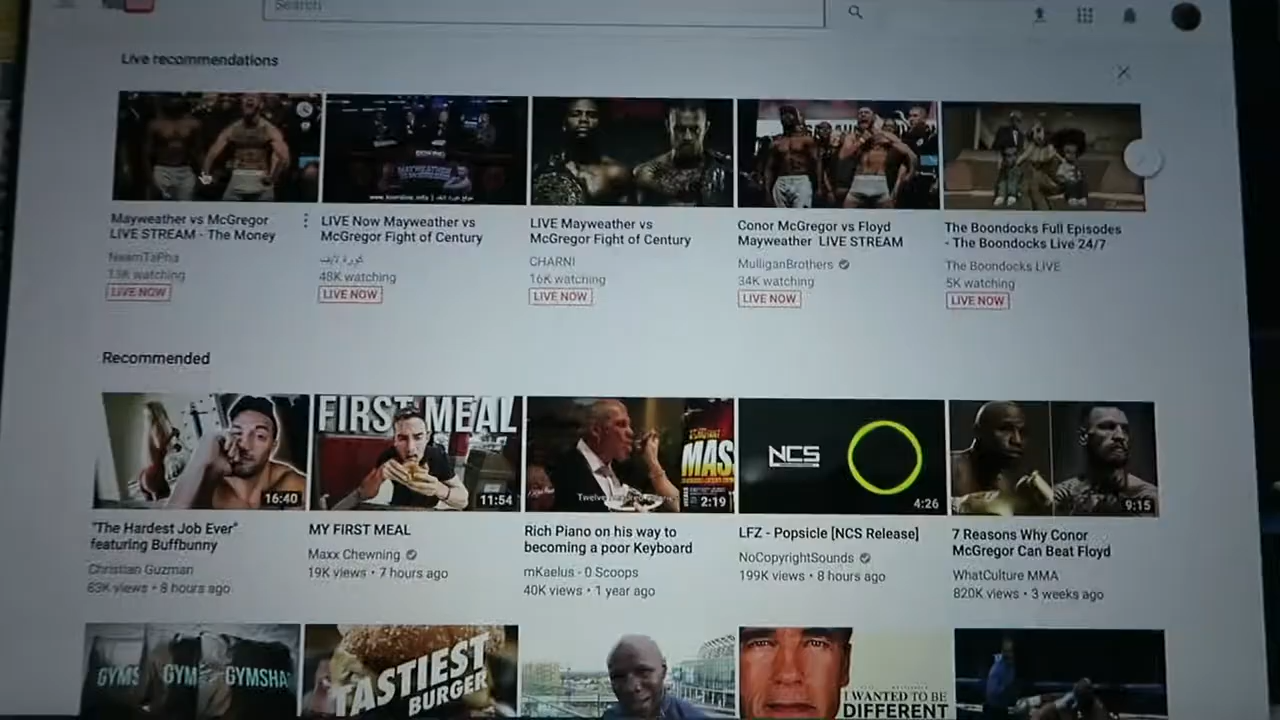 Search
Live recommendations
Mayweather vs McGregor
LIVE STREAM - The Money
NaamTaPha
13K watching
LIVE NOW
LIVE Now Mayweather vs
McGregor Fight of Century
48K watching
LIVE NOW
LIVE Mayweather vs
McGregor Fight of Century
CHARNI
16K watching
LIVE NOW
Conor McGregor vs Floyd
Mayweather LIVE STREAM
MulliganBrothers
34K watching
LIVE NOW
The Boondocks Full Episodes
- The Boondocks Live 24/7
The Boondocks LIVE
5K watching
LIVE NOW
Recommended
16:40
"The Hardest Job Ever"
featuring Buffbunny
Christian Guzman
63K views • 8 hours ago
FIRST MEAL
11:54
MY FIRST MEAL
Maxx Chewning
19K views • 7 hours ago
MAS
Twelve
2:19
Rich Piano on his way to
becoming a poor Keyboard
mKaelus - 0 Scoops
40K views • 1 year ago
NCS
4:26
LFZ - Popsicle [NCS Release]
NoCopyrightSounds
199K views • 8 hours ago
9:15
7 Reasons Why Conor
McGregor Can Beat Floyd
WhatCulture MMA
820K views • 3 weeks ago
GYMS GYM GYMSHA
TASTIEST
BURGER
I WANTED TO BE
DIFFERENT